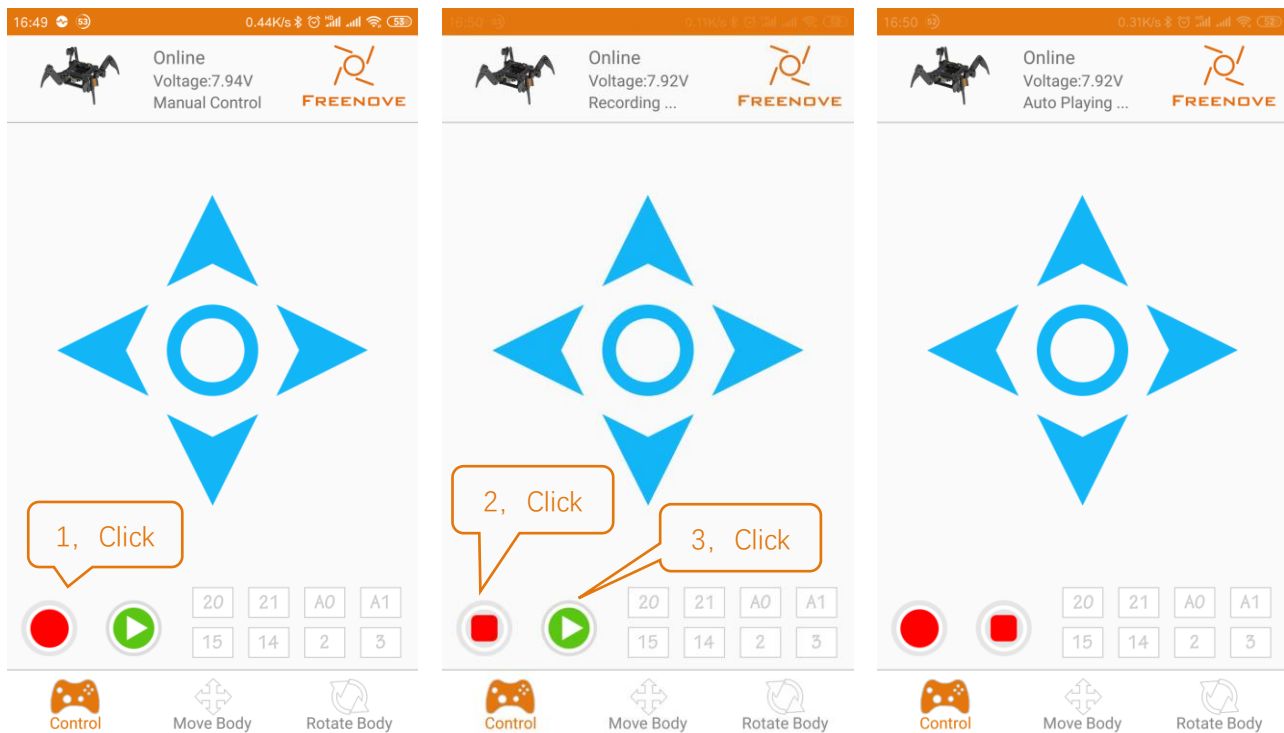 16:49 53 0.44K/s HD 53
Online
Voltage:7.94V
Manual Control
FREENOVE
1, Click
20 21 A0 A1
15 14 2 3
Control Move Body Rotate Body
16:50 0.11K/s
Online
Voltage:7.92V
Recording ...
FREENOVE
2, Click
3, Click
20 21 A0 A1
15 14 2 3
Control Move Body Rotate Body
16:50 0.31K/s 52
Online
Voltage:7.92V
Auto Playing ...
FREENOVE
20 21 A0 A1
15 14 2 3
Control Move Body Rotate Body